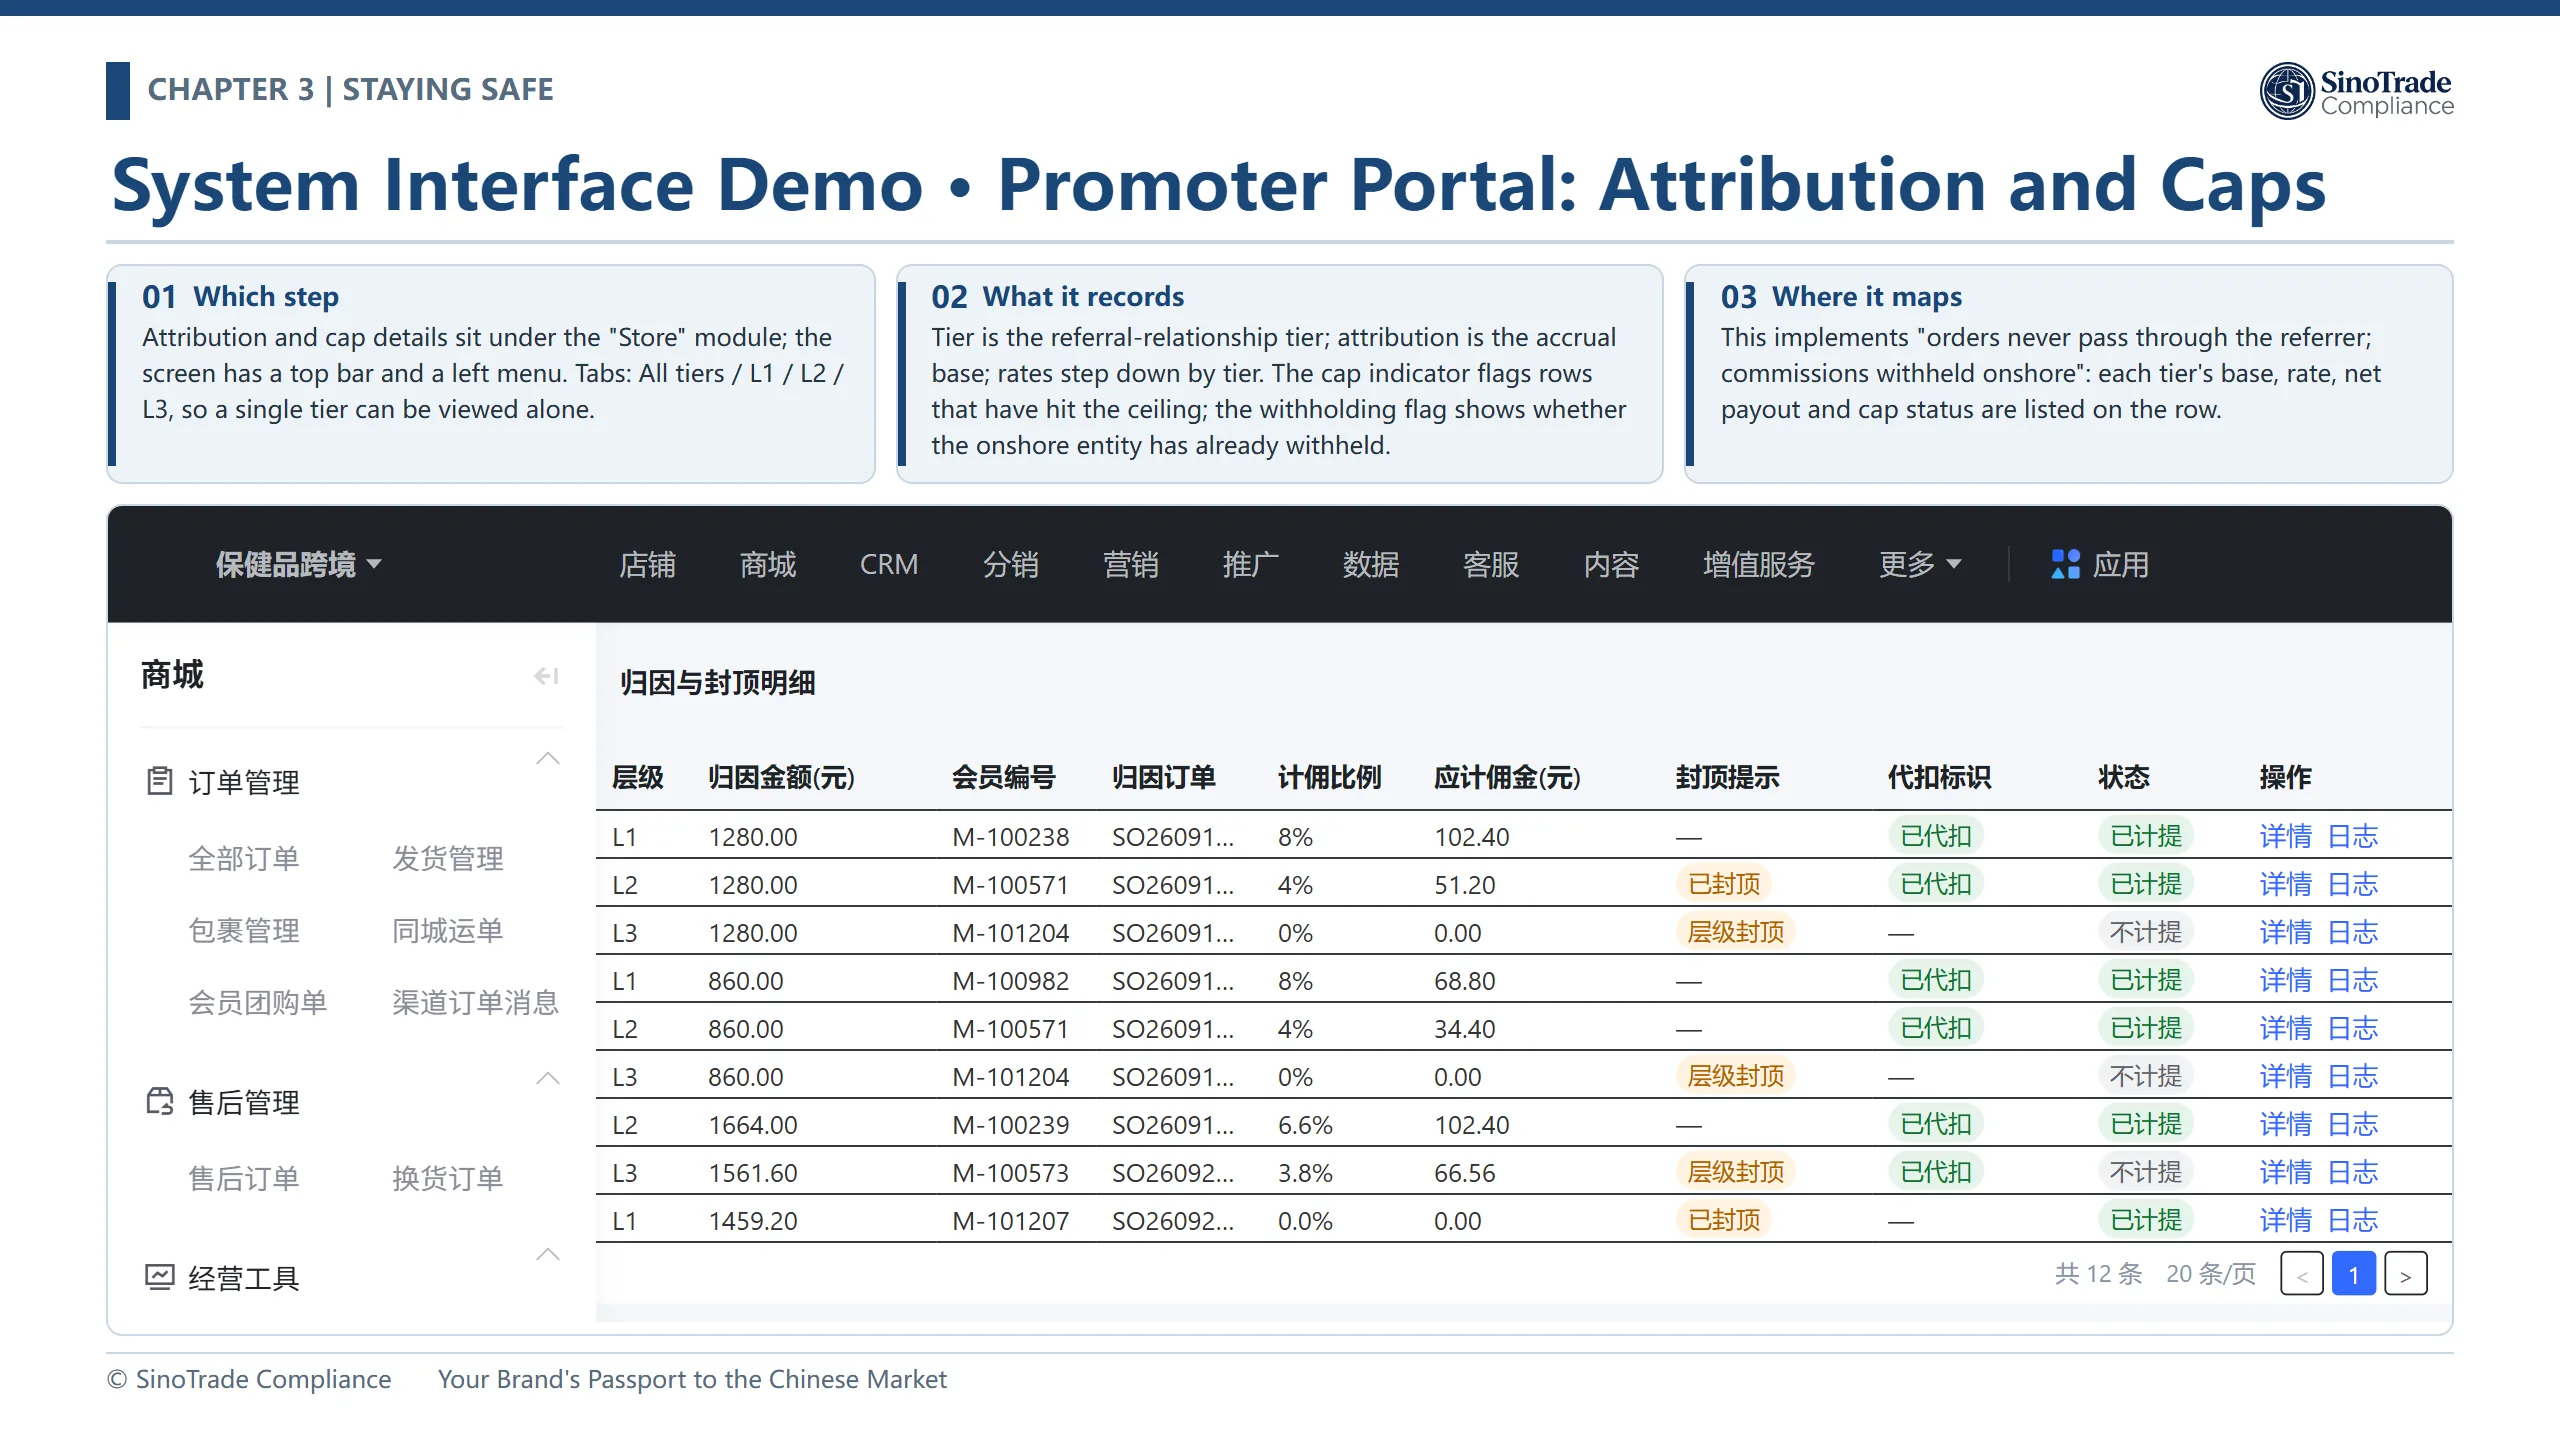 CHAPTER 3 | STAYING SAFE
SinoTrade
Compliance
System Interface Demo • Promoter Portal: Attribution and Caps
01 Which step
Attribution and cap details sit under the "Store" module; the
screen has a top bar and a left menu. Tabs: All tiers / L1 / L2 /
L3, so a single tier can be viewed alone.
02 What it records
Tier is the referral-relationship tier; attribution is the accrual
base; rates step down by tier. The cap indicator flags rows
that have hit the ceiling; the withholding flag shows whether
the onshore entity has already withheld.
03 Where it maps
This implements "orders never pass through the referrer;
commissions withheld onshore": each tier's base, rate, net
payout and cap status are listed on the row.
保健品跨境 店铺 商城 CRM 分销 营销 推广 数据 客服 内容 增值服务 更多 应用
商城
订单管理
全部订单 发货管理
包裹管理 同城运单
会员团购单 渠道订单消息
售后管理
售后订单 换货订单
经营工具
归因与封顶明细
层级 归因金额(元) 会员编号 归因订单 计佣比例 应计佣金(元) 封顶提示 代扣标识 状态 操作
L1 1280.00 M-100238 SO26091... 8% 102.40 — 已代扣 已计提 详情 日志
L2 1280.00 M-100571 SO26091... 4% 51.20 已封顶 已代扣 已计提 详情 日志
L3 1280.00 M-101204 SO26091... 0% 0.00 层级封顶 — 不计提 详情 日志
L1 860.00 M-100982 SO26091... 8% 68.80 — 已代扣 已计提 详情 日志
L2 860.00 M-100571 SO26091... 4% 34.40 — 已代扣 已计提 详情 日志
L3 860.00 M-101204 SO26091... 0% 0.00 层级封顶 — 不计提 详情 日志
L2 1664.00 M-100239 SO26091... 6.6% 102.40 — 已代扣 已计提 详情 日志
L3 1561.60 M-100573 SO26092... 3.8% 66.56 层级封顶 已代扣 不计提 详情 日志
L1 1459.20 M-101207 SO26092... 0.0% 0.00 已封顶 — 已计提 详情 日志
共 12 条 20 条/页 < 1 >
© SinoTrade Compliance Your Brand's Passport to the Chinese Market